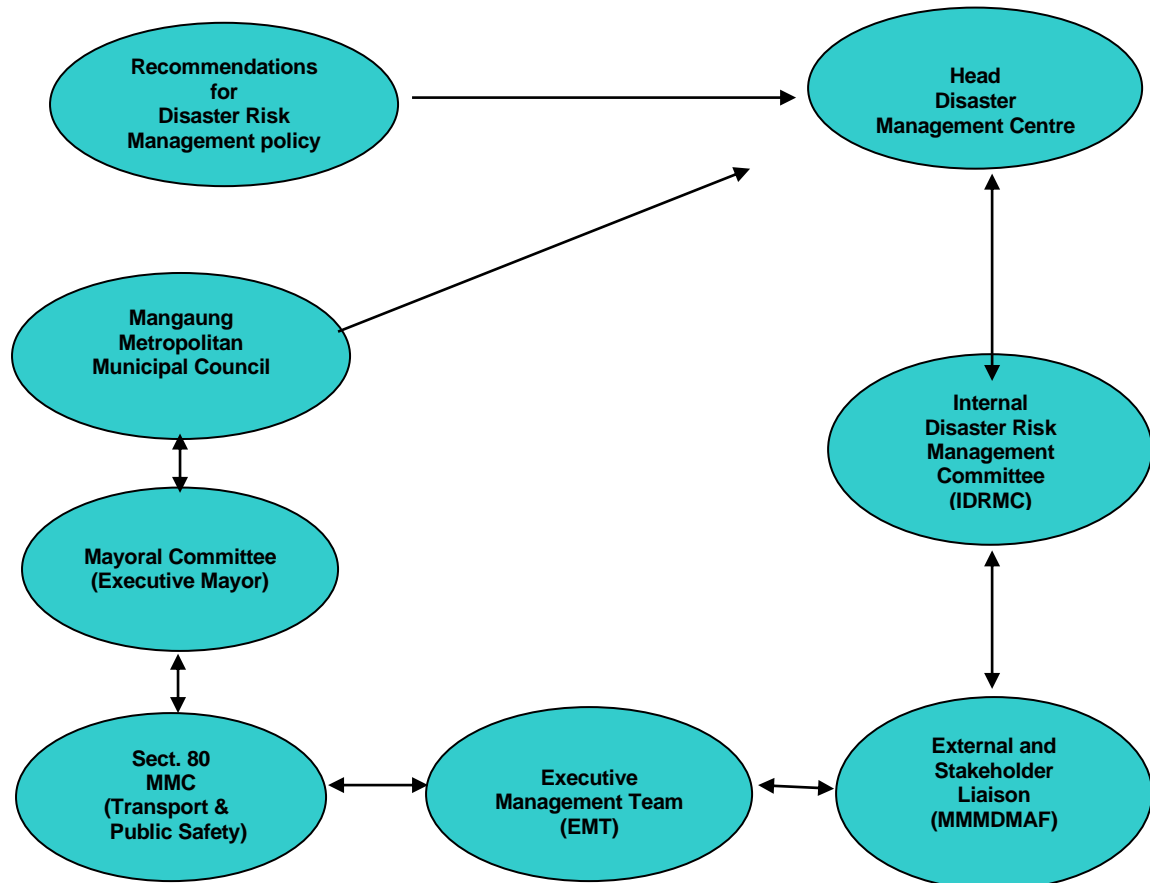 Recommendations
for
Disaster Risk
Management policy
Head
Disaster
Management Centre
Mangaung
Metropolitan
Municipal Council
Internal
Disaster Risk
Management
Committee
(IDRMC)
Mayoral Committee
(Executive Mayor)
Sect. 80
MMC
(Transport &
Public Safety)
Executive
Management Team
(EMT)
External and
Stakeholder
Liaison
(MMMDMAF)